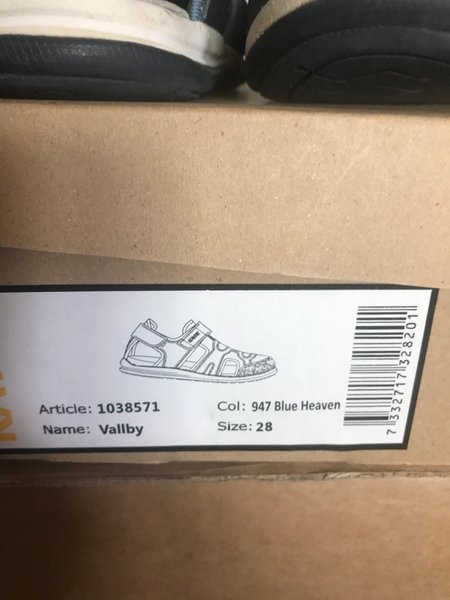 Article: 1038571
Name: Vallby
Col: 947 Blue Heaven
Size: 28
7 332717 328201